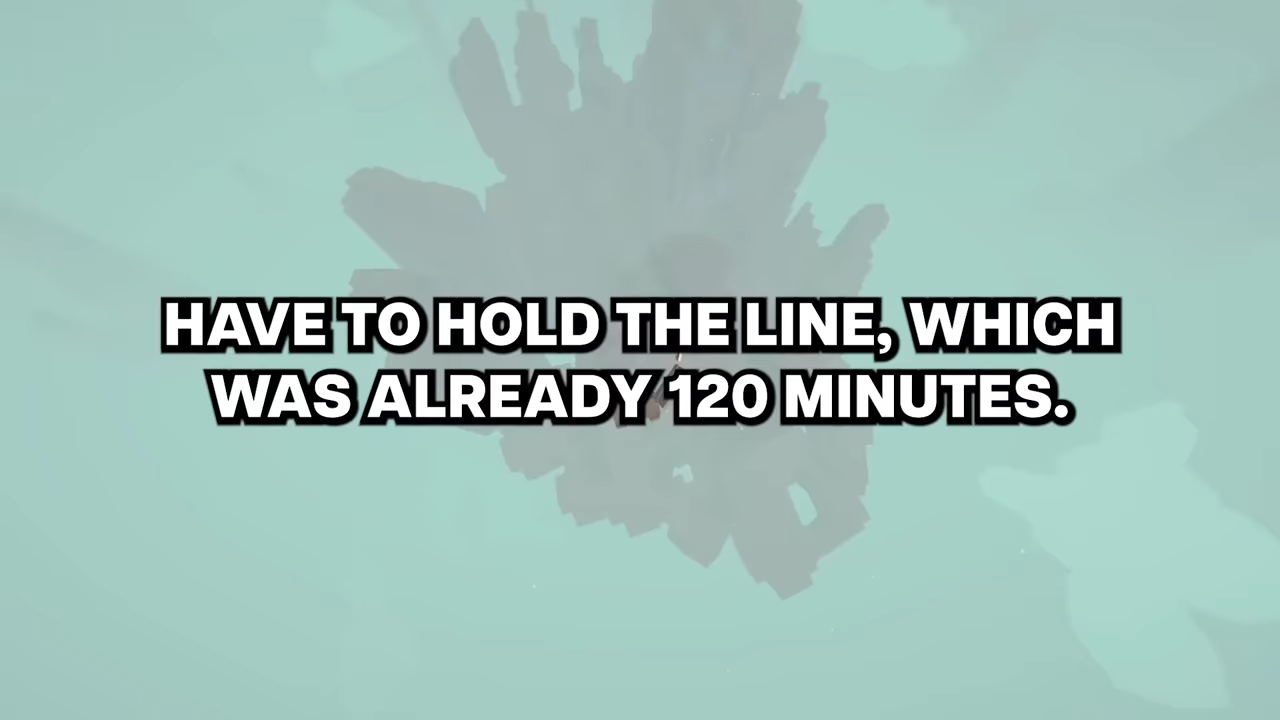 HAVE TO HOLD THE LINE, WHICH
WAS ALREADY 120 MINUTES.